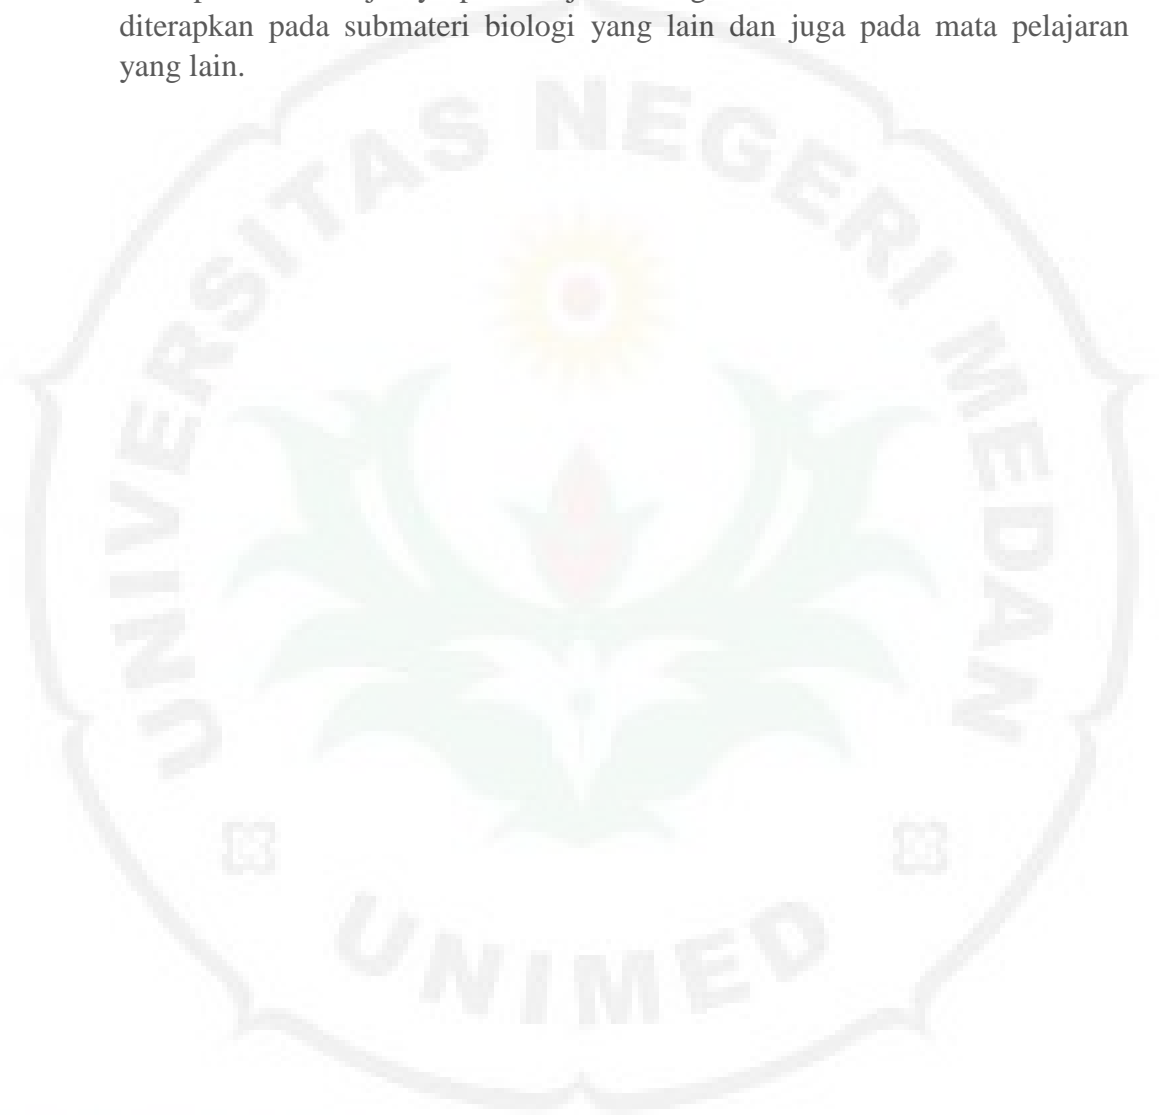 diterapkan pada submateri biologi yang lain dan juga pada mata pelajaran
yang lain.
UNIVERSITAS NEGERI MEDAN
UNIMED